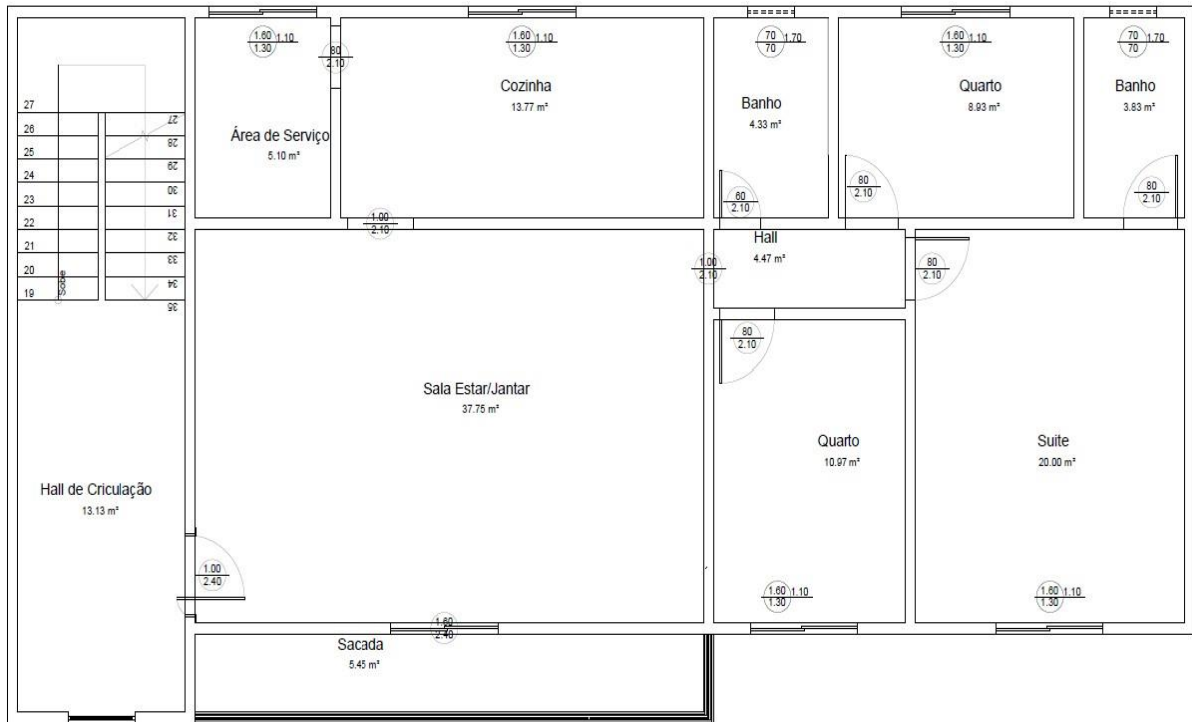 1.60 1.10
1.30
80
2.10
1.60 1.10
1.30
70 1.70
70
1.60 1.10
1.30
70 1.70
70
Cozinha
13.77 m²
Quarto
8.93 m²
Banho
3.83 m²
Banho
4.33 m²
Área de Serviço
5.10 m²
27
26
25
24
23
22
21
20
19
27
28
29
30
31
32
33
34
35
Sobe
60
2.10
80
2.10
80
2.10
1.00
2.10
Hall
4.47 m²
1.00
2.10
80
2.10
80
2.10
Sala Estar/Jantar
37.75 m²
Quarto
10.97 m²
Suite
20.00 m²
Hall de Criculação
13.13 m²
1.00
2.40
1.60 1.10
1.30
1.60 1.10
1.30
1.60
2.40
Sacada
5.45 m²